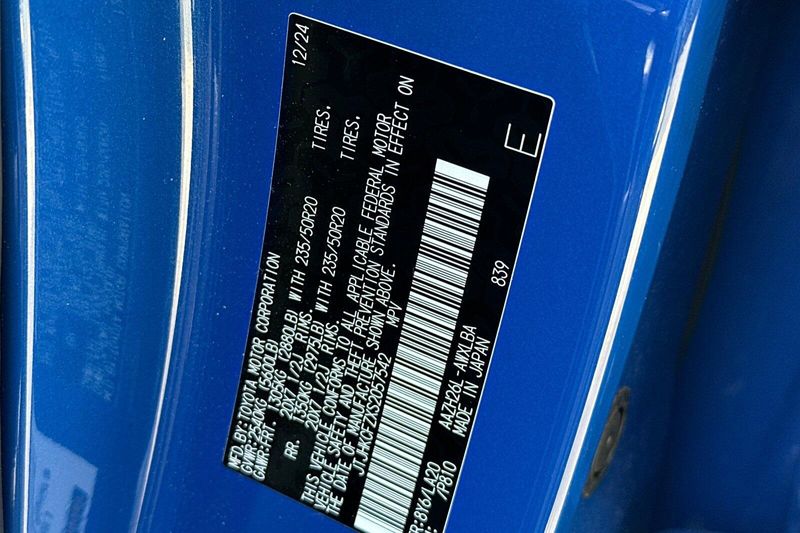 MFD. BY: TOYOTA MOTOR CORPORATION 12/24
GVWR: 2540KG (5600LB)
GAWR: FRT. 1305KG (2880LB) WITH 235/50R20 TIRES.
20X7 1/2J RIMS.
RR. 1350KG (2975LB) WITH 235/50R20 TIRES.
20X7 1/2J RIMS.
THIS VEHICLE CONFORMS TO ALL APPLICABLE FEDERAL MOTOR
VEHICLE SAFETY AND THEFT PREVENTION STANDARDS IN EFFECT ON
THE DATE OF MANUFACTURE SHOWN ABOVE.
MPV
E
R:816/LA20 AAZH26L-AWXLBA 839
/P810 MADE IN JAPAN